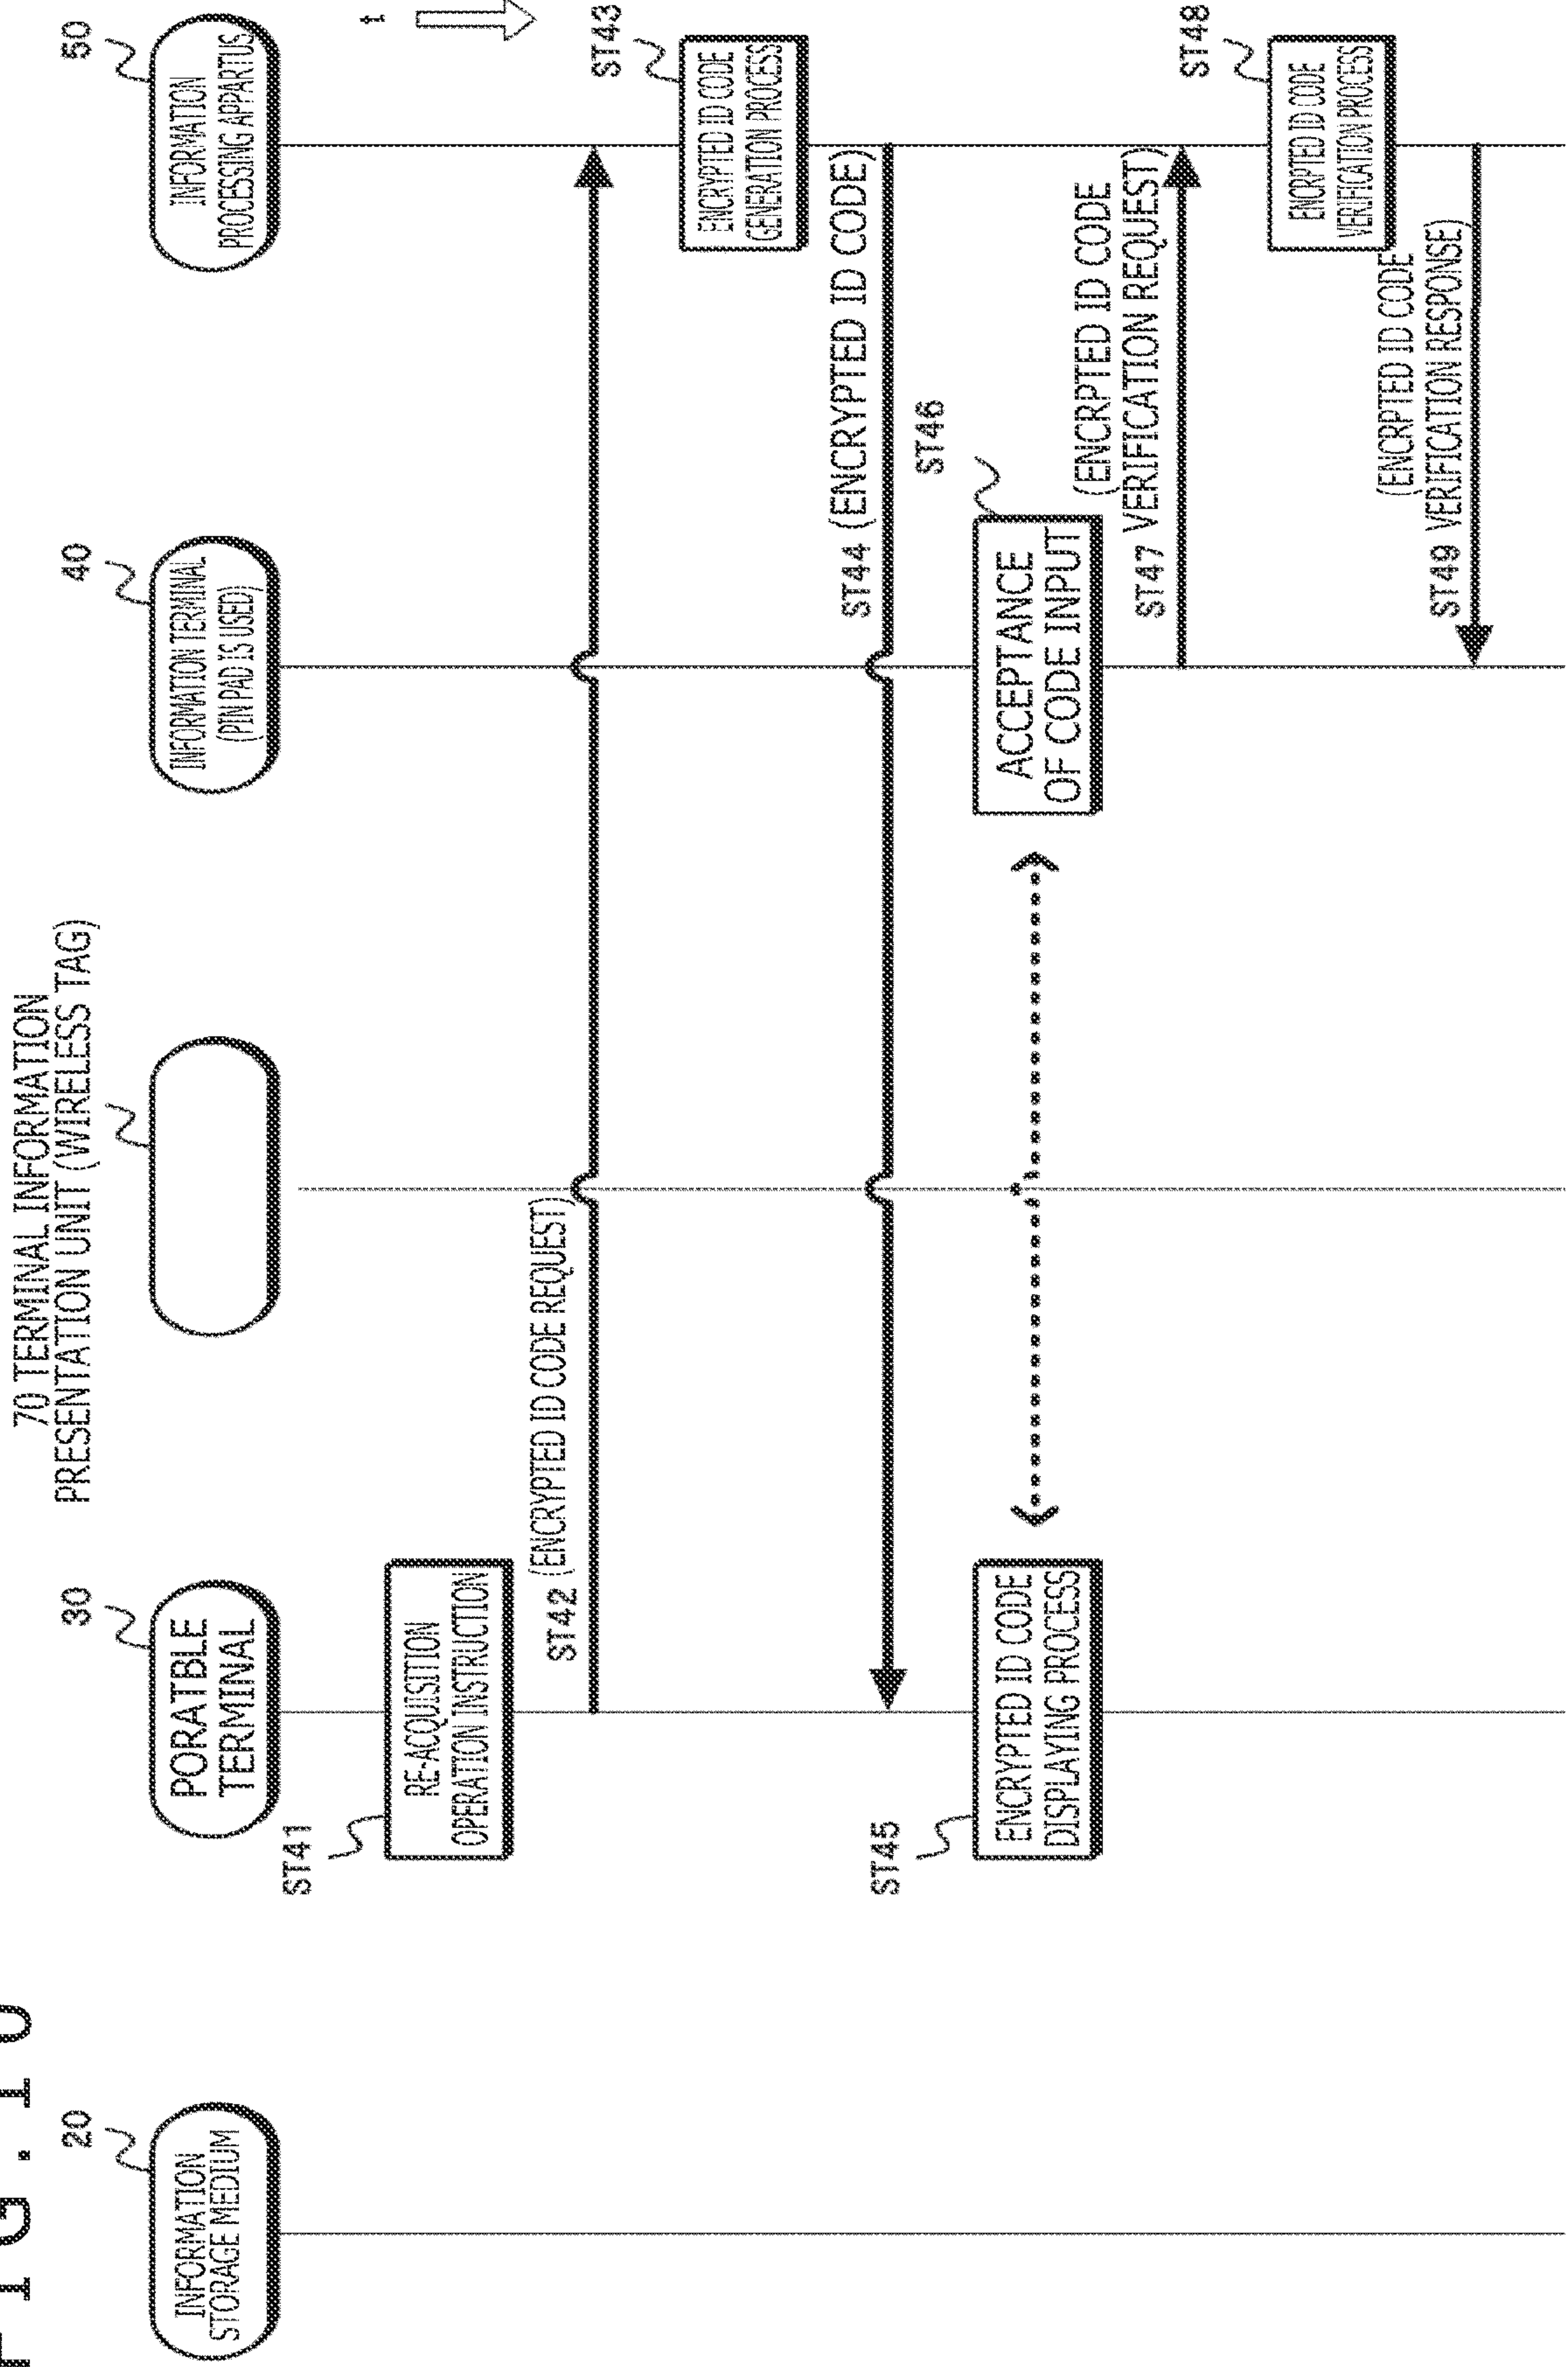 FIG. 10
20
INFORMATION
STORAGE MEDIUM
30
PORATBLE
TERMINAL
70 TERMINAL INFORMATION
PRESENTATION UNIT (WIRELESS TAG)
40
INFORMATION TERMINAL
(PIN PAD IS USED)
50
INFORMATION
PROCESSING APPARTUS
t
ST41
RE-ACQUISITION
OPERATION INSTRUCTION
ST42 (ENCRYPTED ID CODE REQUEST)
ST43
ENCRYPTED ID CODE
GENERATION PROCESS
ST44 (ENCRYPTED ID CODE)
ST45
ENCRYPTED ID CODE
DISPLAYING PROCESS
ST46
ACCEPTANCE
OF CODE INPUT
(ENCRPTED ID CODE
ST47 VERIFICATION REQUEST)
ST48
ENCRPTED ID CODE
VERIFICATION PROCESS
(ENCRPTED ID CODE
ST49 VERIFICATION RESPONSE)